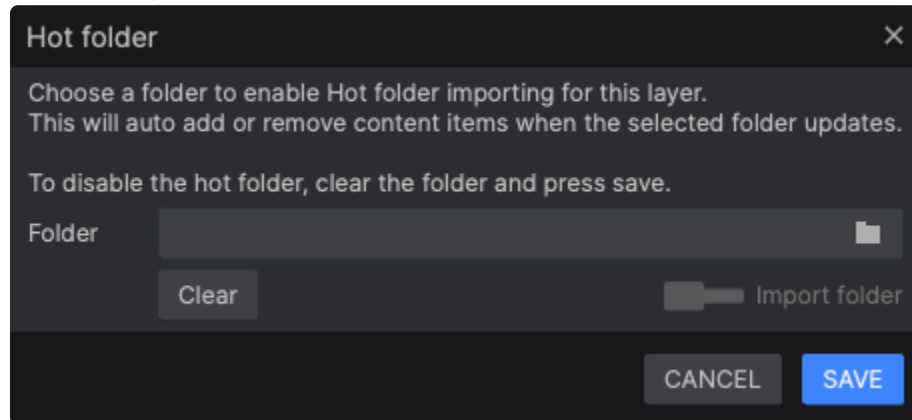 Hot folder
Choose a folder to enable Hot folder importing for this layer.
This will auto add or remove content items when the selected folder updates.
To disable the hot folder, clear the folder and press save.
Folder
Clear
Import folder
CANCEL
SAVE